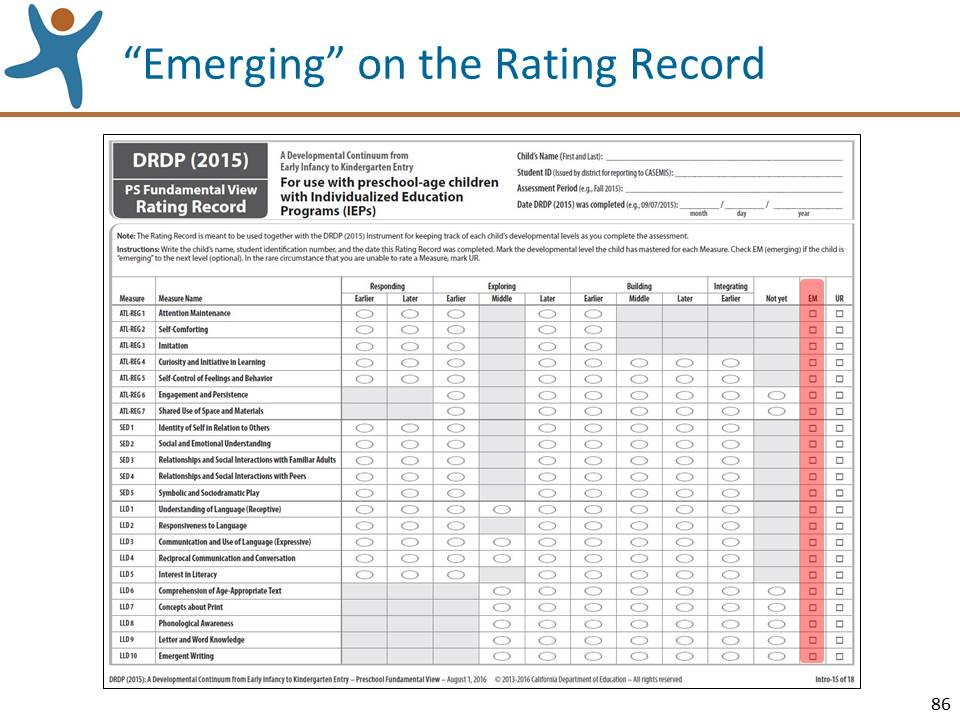 “Emerging” on the Rating Record
DRDP (2015)
PS Fundamental View
Rating Record
A Developmental Continuum from
Early Infancy to Kindergarten Entry
For use with preschool-age children
with Individualized Education
Programs (IEPs)
Child's Name (First and Last):
Student ID (Issued by district for reporting to CASEMIS):
Assessment Period (e.g., Fall 2015):
Date DRDP (2015) was completed (e.g., 09/07/2015): / /
month day year
Note: The Rating Record is meant to be used together with the DRDP (2015) Instrument for keeping track of each child's developmental levels as you complete the assessment.
Instructions: Write the child's name, student identification number, and the date this Rating Record was completed. Mark the developmental level the child has mastered for each Measure. Check EM (emerging) if the child is
“emerging” to the next level (optional). In the rare circumstance that you are unable to rate a Measure, mark UR.
Responding Exploring Building Integrating
Measure Measure Name Earlier Later Earlier Middle Later Earlier Middle Later Earlier Not yet EM UR
ATL-REG 1 Attention Maintenance
ATL-REG 2 Self-Comforting
ATL-REG 3 Imitation
ATL-REG 4 Curiosity and Initiative in Learning
ATL-REG 5 Self-Control of Feelings and Behavior
ATL-REG 6 Engagement and Persistence
ATL-REG 7 Shared Use of Space and Materials
SED 1 Identity of Self in Relation to Others
SED 2 Social and Emotional Understanding
SED 3 Relationships and Social Interactions with Familiar Adults
SED 4 Relationships and Social Interactions with Peers
SED 5 Symbolic and Sociodramatic Play
LLD 1 Understanding of Language (Receptive)
LLD 2 Responsiveness to Language
LLD 3 Communication and Use of Language (Expressive)
LLD 4 Reciprocal Communication and Conversation
LLD 5 Interest in Literacy
LLD 6 Comprehension of Age-Appropriate Text
LLD 7 Concepts about Print
LLD 8 Phonological Awareness
LLD 9 Letter and Word Knowledge
LLD 10 Emergent Writing
DRDP (2015): A Developmental Continuum from Early Infancy to Kindergarten Entry – Preschool Fundamental View – August 1, 2016 © 2013-2016 California Department of Education – All rights reserved Intro-15 of 18
86